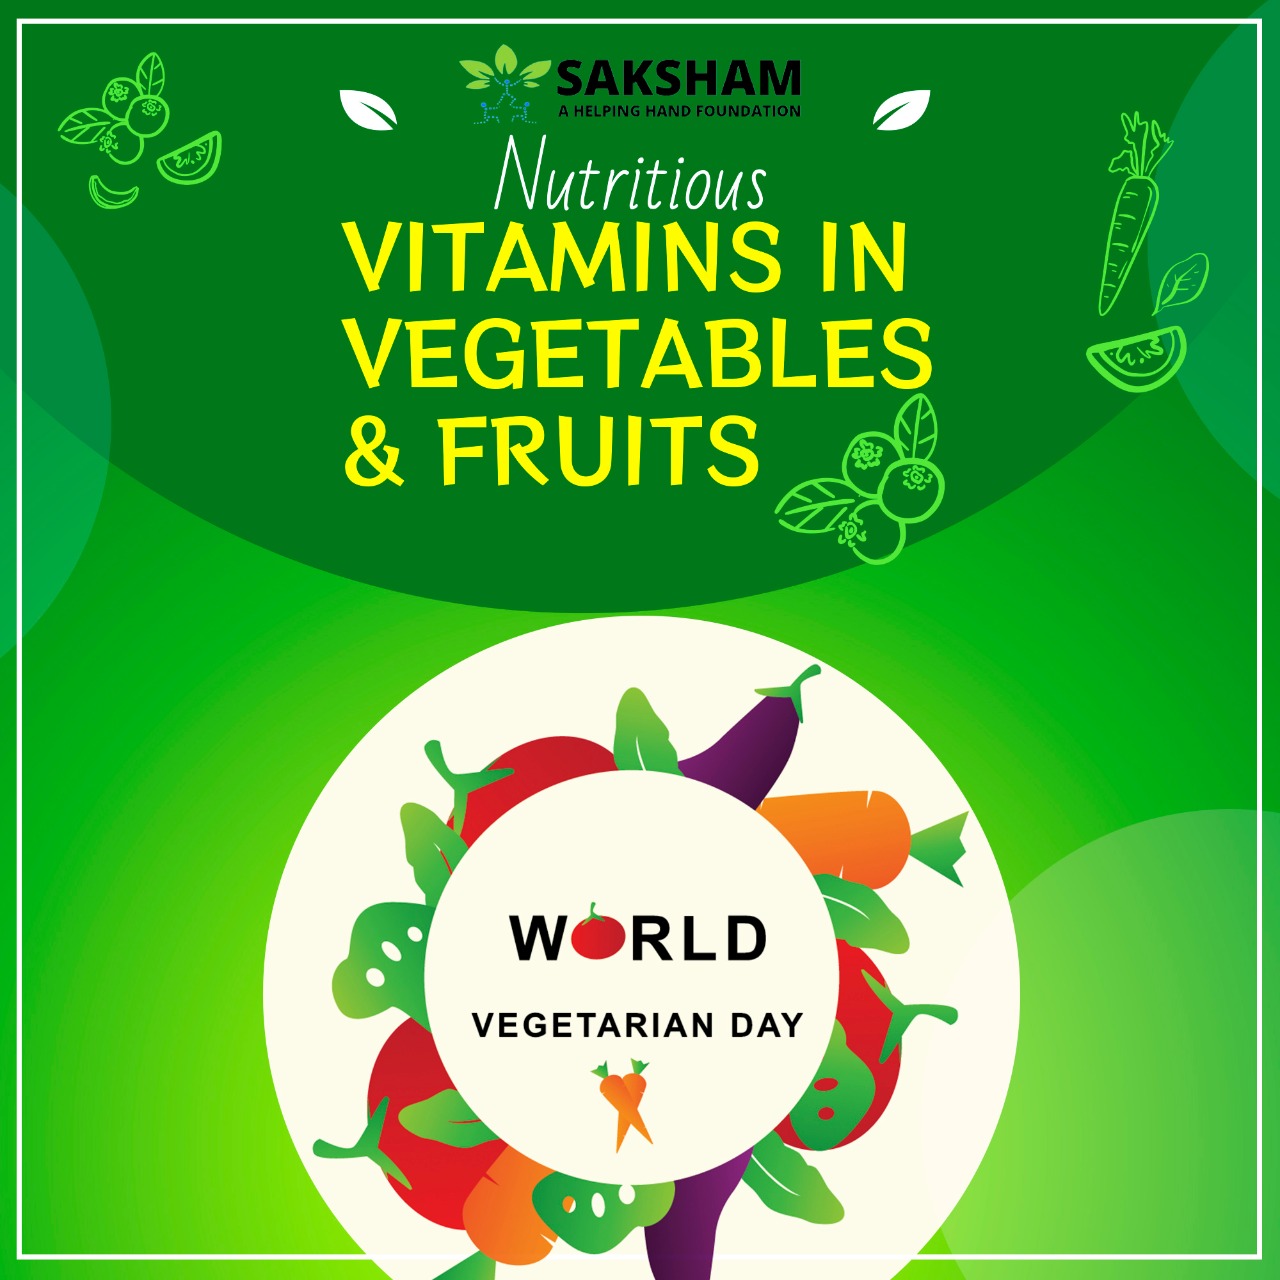 SAKSHAM
A HELPING HAND FOUNDATION
Nutritious
VITAMINS IN
VEGETABLES
& FRUITS
WORLD
VEGETARIAN DAY